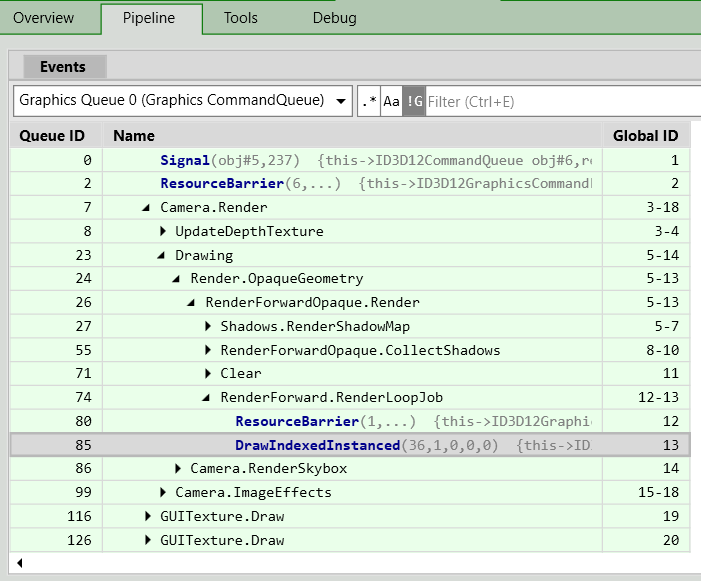 Overview Pipeline Tools Debug
Events
Graphics Queue 0 (Graphics CommandQueue) .* Aa !G Filter (Ctrl+E)
Queue ID Name Global ID
0 Signal(obj#5,237) {this->ID3D12CommandQueue obj#6,re 1
2 ResourceBarrier(6,...) {this->ID3D12GraphicsCommandl 2
7 Camera.Render 3-18
8 UpdateDepthTexture 3-4
23 Drawing 5-14
24 Render.OpaqueGeometry 5-13
26 RenderForwardOpaque.Render 5-13
27 Shadows.RenderShadowMap 5-7
55 RenderForwardOpaque.CollectShadows 8-10
71 Clear 11
74 RenderForward.RenderLoopJob 12-13
80 ResourceBarrier(1,...) {this->ID3D12Graphic 12
85 DrawIndexedInstanced(36,1,0,0,0) {this->ID 13
86 Camera.RenderSkybox 14
99 Camera.ImageEffects 15-18
116 GUITexture.Draw 19
126 GUITexture.Draw 20